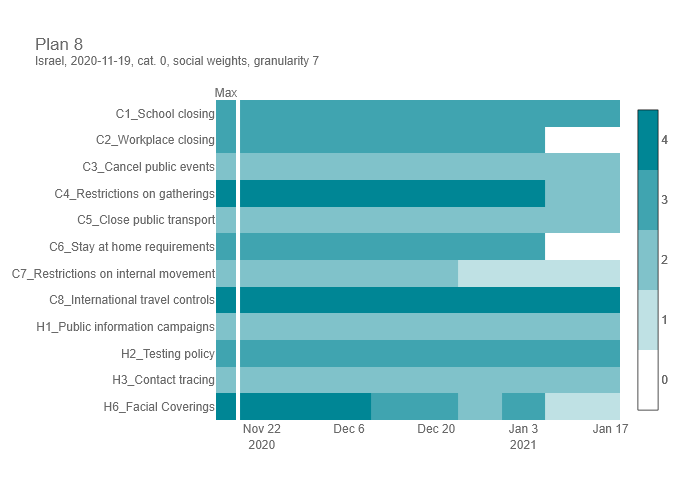 Plan 8
Israel, 2020-11-19, cat. 0, social weights, granularity 7
Max
C1_School closing
C2_Workplace closing
C3_Cancel public events
C4_Restrictions on gatherings
C5_Close public transport
C6_Stay at home requirements
C7_Restrictions on internal movement
C8_International travel controls
H1_Public information campaigns
H2_Testing policy
H3_Contact tracing
H6_Facial Coverings
4
3
2
1
0
Nov 22 Dec 6 Dec 20 Jan 3 Jan 17
2020 2021